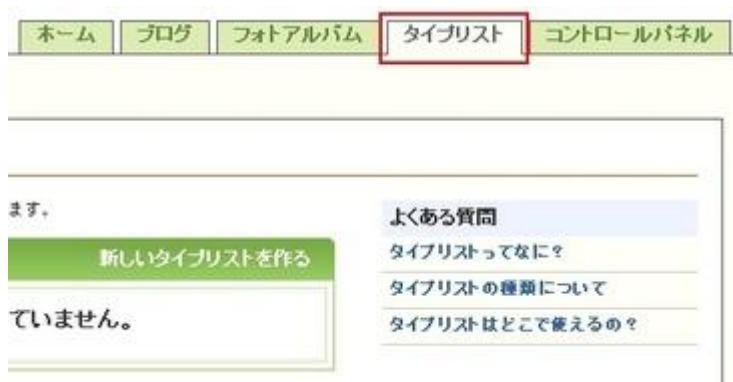 ホーム ブログ フォトアルバム タイプリスト コントロールパネル
ます。
よくある質問
新しいタイプリストを作る
タイプリストってなに?
タイプリストの種類について
ていません。
タイプリストはどこで使えるの?